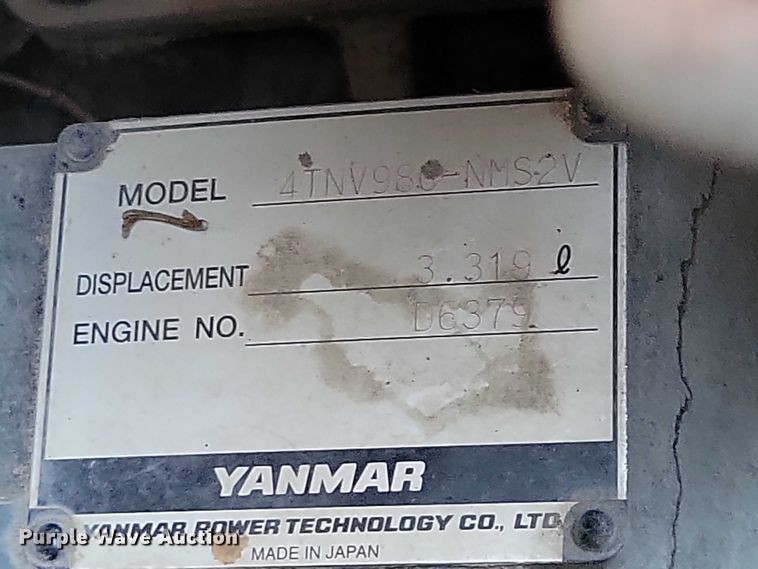 MODEL 4TNV98C-NMS2V
DISPLACEMENT 3.319 ℓ
ENGINE NO. D6379
YANMAR
YANMAR POWER TECHNOLOGY CO., LTD.
MADE IN JAPAN
Purple Wave Auction